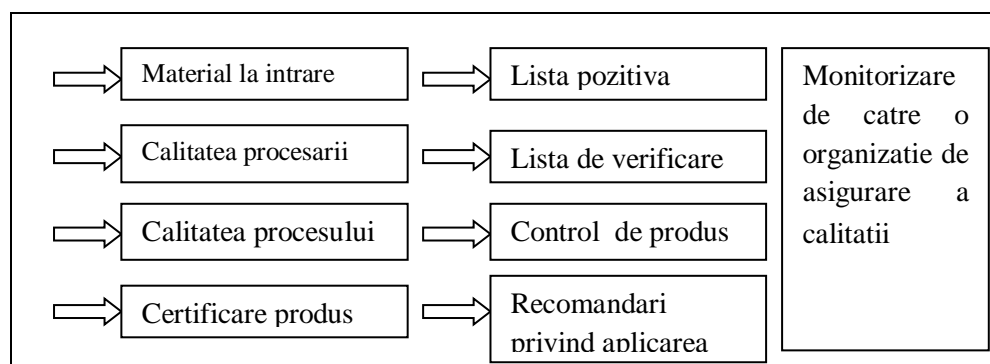 Material la intrare
Lista pozitiva
Calitatea procesarii
Lista de verificare
Calitatea procesului
Control de produs
Certificare produs
Recomandari
privind aplicarea
Monitorizare
de catre o
organizatie de
asigurare a
calitatii